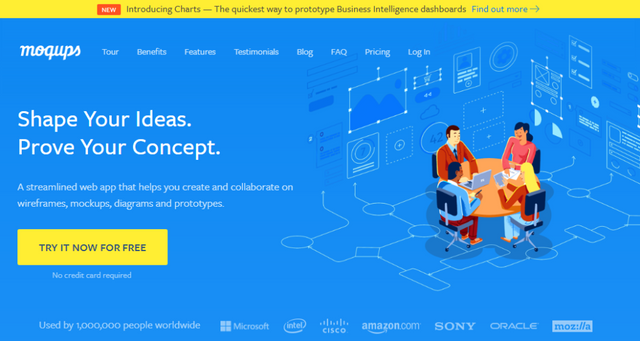 NEW Introducing Charts — The quickest way to prototype Business Intelligence dashboards Find out more
moqups Tour Benefits Features Testimonials Blog FAQ Pricing Log In
Shape Your Ideas.
Prove Your Concept.
A streamlined web app that helps you create and collaborate on
wireframes, mockups, diagrams and prototypes.
TRY IT NOW FOR FREE
No credit card required
Used by 1,000,000 people worldwide Microsoft intel CISCO amazon.com SONY ORACLE moz://a